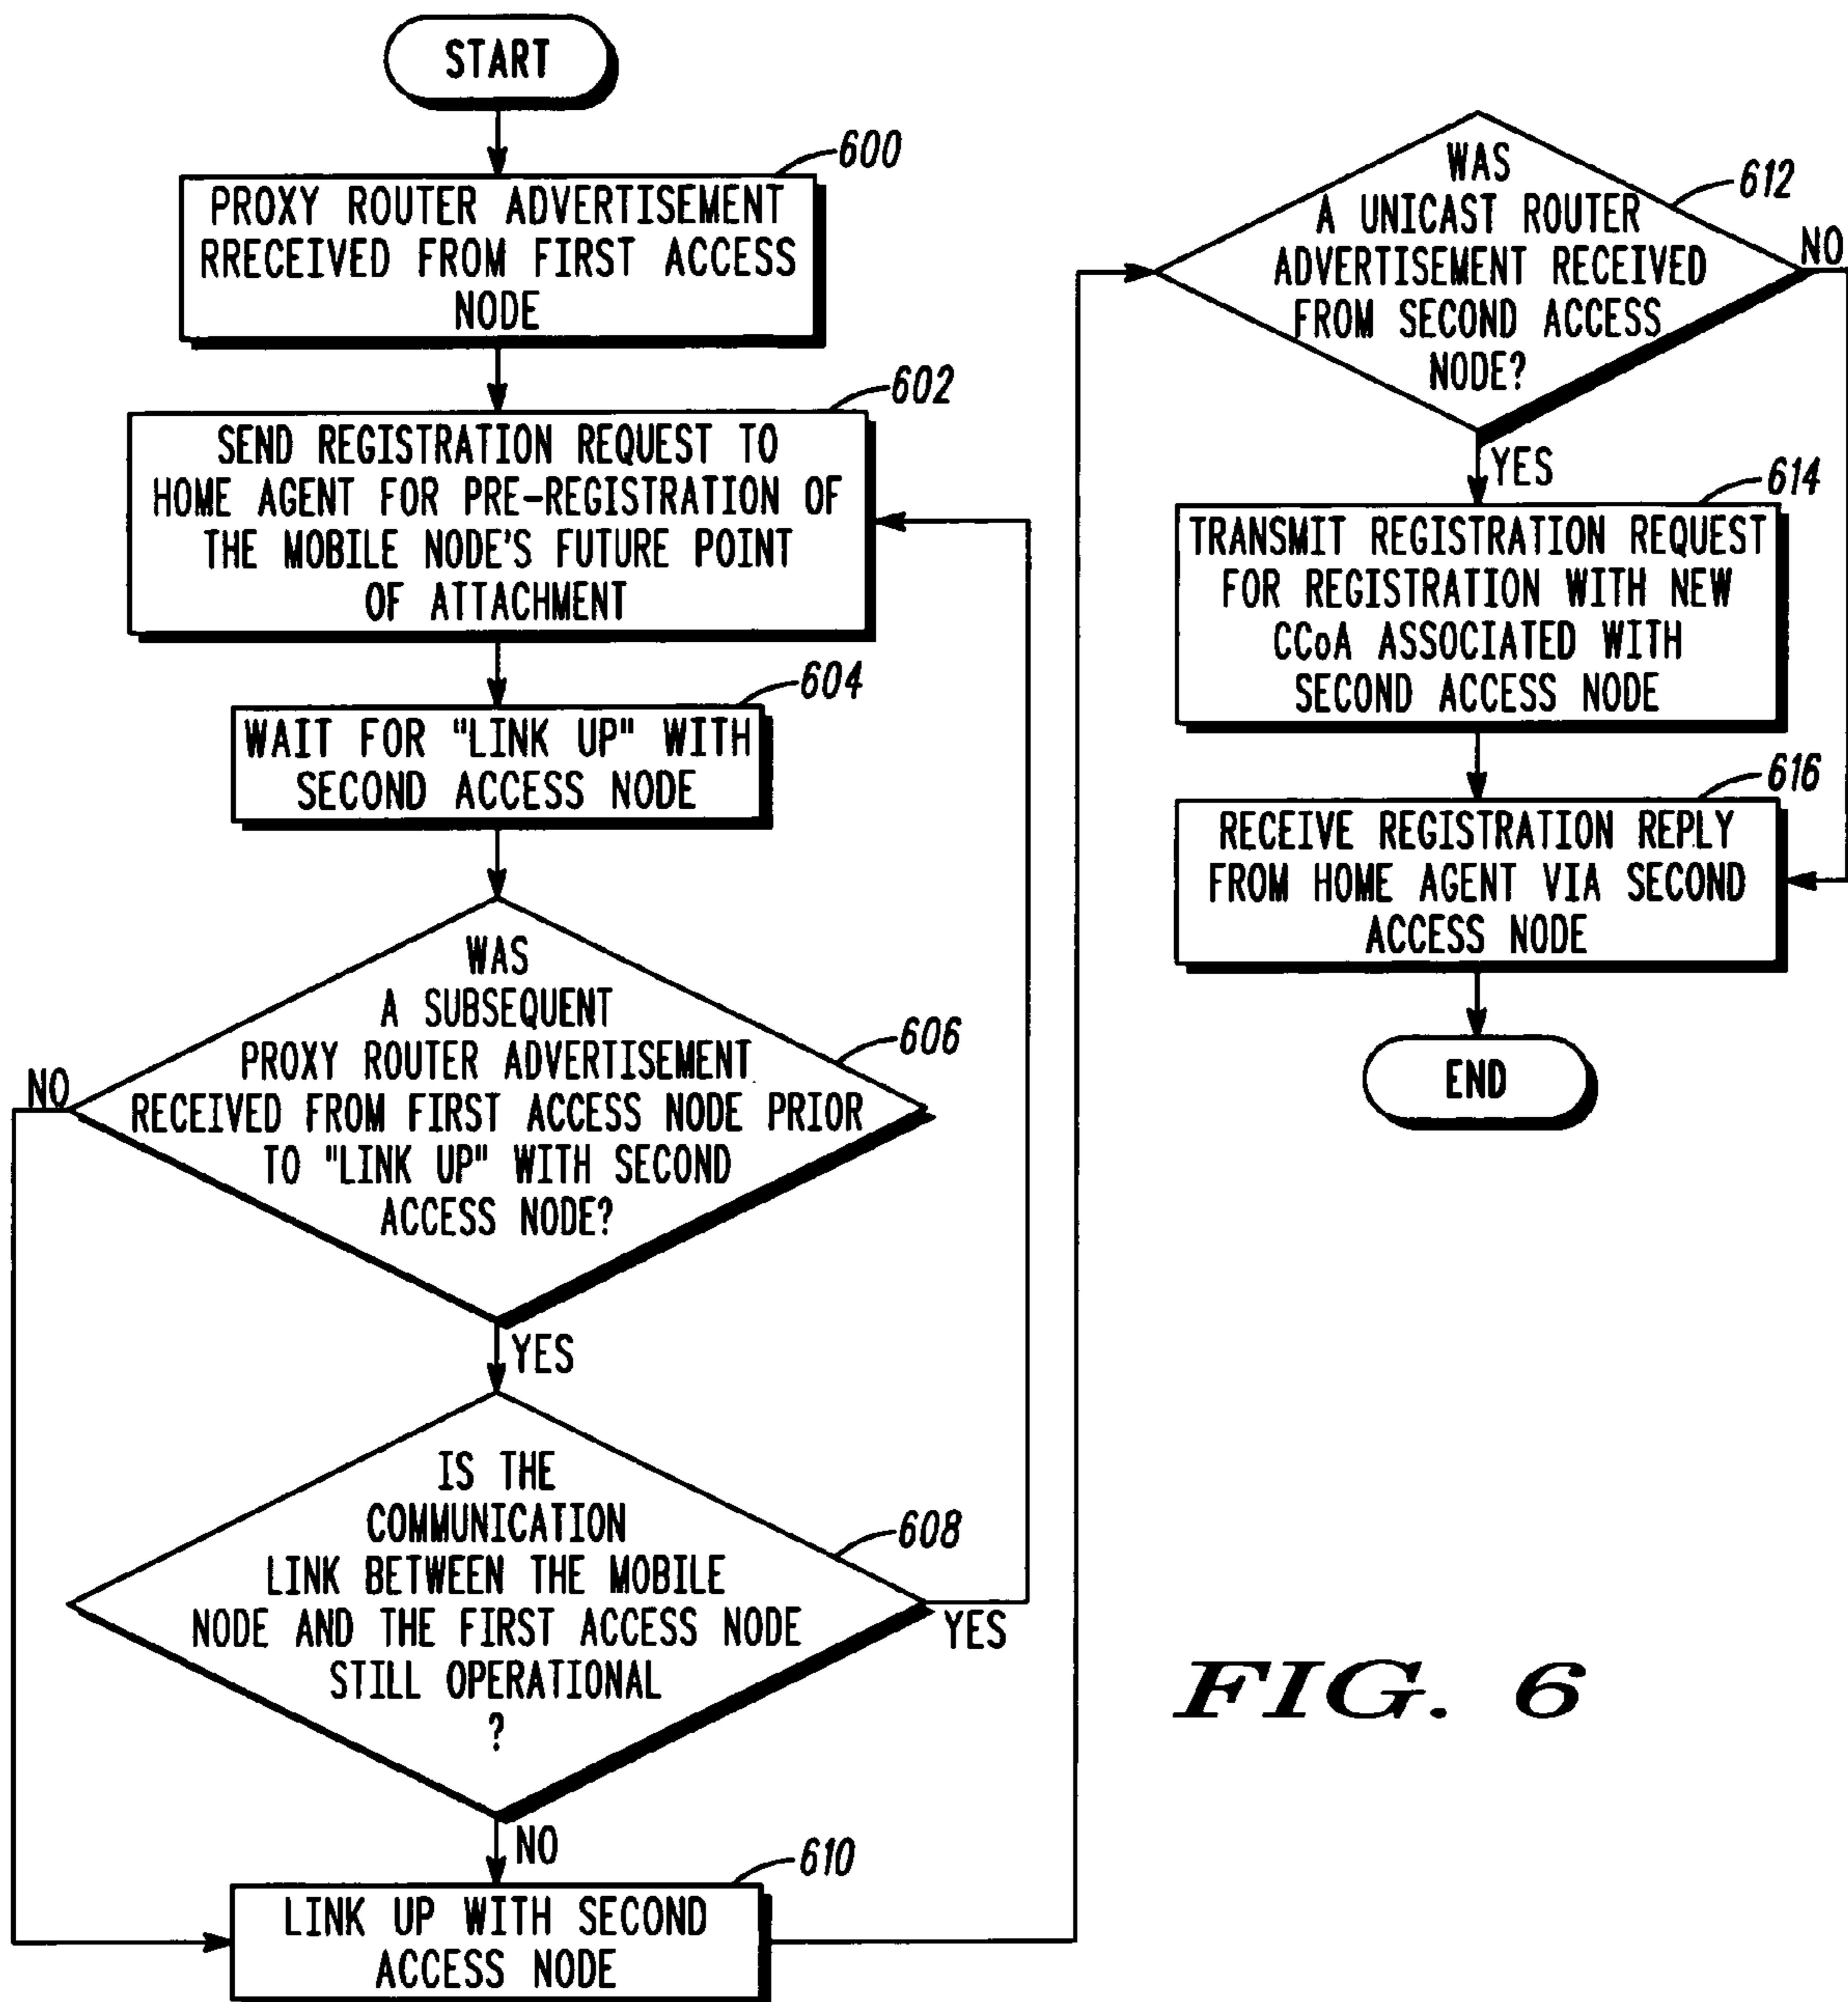 START
600
PROXY ROUTER ADVERTISEMENT
RRECEIVED FROM FIRST ACCESS
NODE
602
SEND REGISTRATION REQUEST TO
HOME AGENT FOR PRE-REGISTRATION OF
THE MOBILE NODE'S FUTURE POINT
OF ATTACHMENT
604
WAIT FOR "LINK UP" WITH
SECOND ACCESS NODE
606
WAS
A SUBSEQUENT
PROXY ROUTER ADVERTISEMENT
RECEIVED FROM FIRST ACCESS NODE PRIOR
TO "LINK UP" WITH SECOND
ACCESS NODE?
NO
YES
608
IS THE
COMMUNICATION
LINK BETWEEN THE MOBILE
NODE AND THE FIRST ACCESS NODE
STILL OPERATIONAL
?
YES
NO
610
LINK UP WITH SECOND
ACCESS NODE
612
WAS
A UNICAST ROUTER
ADVERTISEMENT RECEIVED
FROM SECOND ACCESS
NODE?
NO
YES
614
TRANSMIT REGISTRATION REQUEST
FOR REGISTRATION WITH NEW
CCoA ASSOCIATED WITH
SECOND ACCESS NODE
616
RECEIVE REGISTRATION REPLY
FROM HOME AGENT VIA SECOND
ACCESS NODE
END
FIG. 6